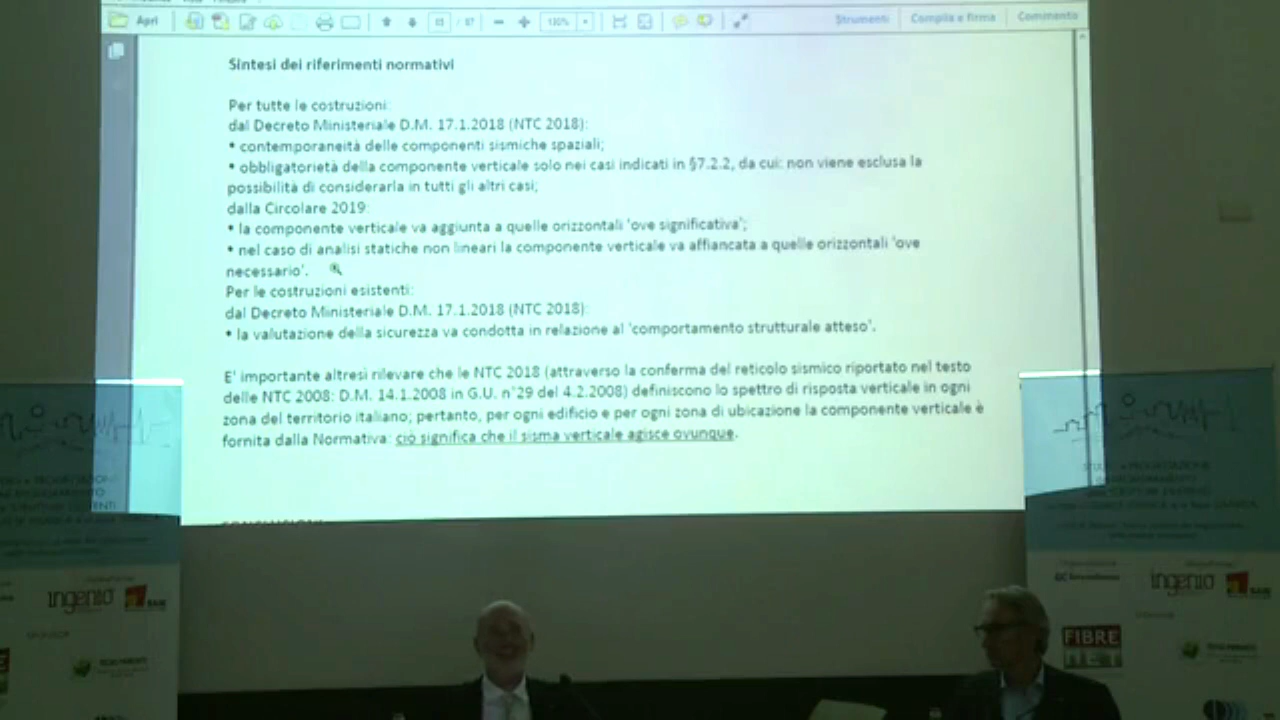 Apri
130%
Strumenti
Compila e firma
Commento
Sintesi dei riferimenti normativi
Per tutte le costruzioni:
dal Decreto Ministeriale D.M. 17.1.2018 (NTC 2018):
• contemporaneità delle componenti sismiche spaziali;
• obbligatorietà della componente verticale solo nei casi indicati in §7.2.2, da cui: non viene esclusa la
possibilità di considerarla in tutti gli altri casi;
dalla Circolare 2019:
• la componente verticale va aggiunta a quelle orizzontali 'ove significativa';
• nel caso di analisi statiche non lineari la componente verticale va affiancata a quelle orizzontali 'ove
necessario'.
Per le costruzioni esistenti:
dal Decreto Ministeriale D.M. 17.1.2018 (NTC 2018):
• la valutazione della sicurezza va condotta in relazione al 'comportamento strutturale atteso'.
E' importante altresì rilevare che le NTC 2018 (attraverso la conferma del reticolo sismico riportato nel testo
delle NTC 2008: D.M. 14.1.2008 in G.U. n°29 del 4.2.2008) definiscono lo spettro di risposta verticale in ogni
zona del territorio italiano; pertanto, per ogni edificio e per ogni zona di ubicazione la componente verticale è
fornita dalla Normativa: ciò significa che il sisma verticale agisce ovunque.
ingenio
ingenio
FIBRE